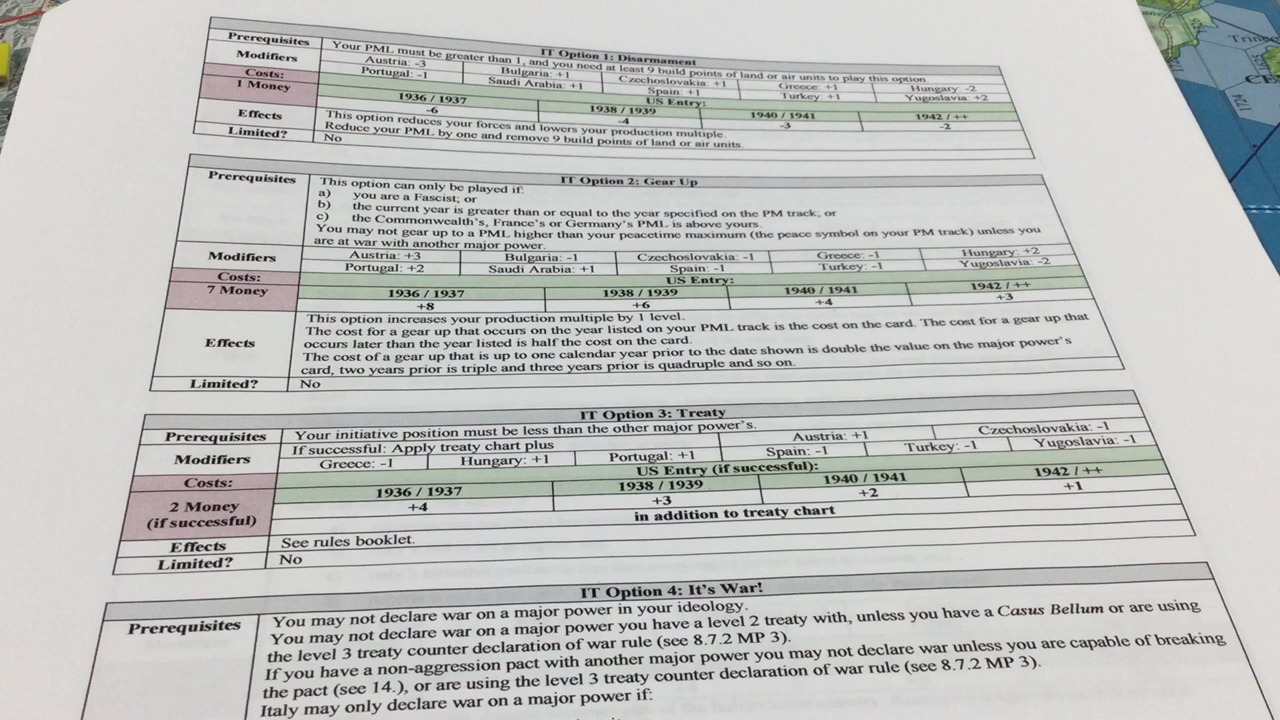 IT Option 1: Disarmament
Prerequisites Your PML must be greater than 1, and you need at least 9 build points of land or air units to play this option.
Modifiers Austria: -3 Bulgaria: +1 Czechoslovakia: +1 Greece: +1 Hungary: -2
Portugal: -1 Saudi Arabia: +1 Spain: +1 Turkey: +1 Yugoslavia: +2
Costs: US Entry:
1 Money 1936 / 1937 1938 / 1939 1940 / 1941 1942 / ++
-6 -4 -3 -2
Effects This option reduces your forces and lowers your production multiple.
Reduce your PML by one and remove 9 build points of land or air units.
Limited? No
IT Option 2: Gear Up
Prerequisites This option can only be played if:
a) you are a Fascist; or
b) the current year is greater than or equal to the year specified on the PM track, or
c) the Commonwealth's, France's or Germany's PML is above yours.
You may not gear up to a PML higher than your peacetime maximum (the peace symbol on your PM track) unless you
are at war with another major power.
Modifiers Austria: +3 Bulgaria: -1 Czechoslovakia: -1 Greece: -1 Hungary: +2
Portugal: +2 Saudi Arabia: +1 Spain: -1 Turkey: -1 Yugoslavia: -2
Costs: US Entry:
7 Money 1936 / 1937 1938 / 1939 1940 / 1941 1942 / ++
+8 +6 +4 +3
This option increases your production multiple by 1 level.
The cost for a gear up that occurs on the year listed on your PML track is the cost on the card. The cost for a gear up that
Effects occurs later than the year listed is half the cost on the card.
The cost of a gear up that is up to one calendar year prior to the date shown is double the value on the major power's
card, two years prior is triple and three years prior is quadruple and so on.
Limited? No
IT Option 3: Treaty
Prerequisites Your initiative position must be less than the other major power's.
Modifiers If successful: Apply treaty chart plus Austria: +1 Czechoslovakia: -1
Greece: -1 Hungary: +1 Portugal: +1 Spain: -1 Turkey: -1 Yugoslavia: -1
Costs: US Entry (if successful):
2 Money 1936 / 1937 1938 / 1939 1940 / 1941 1942 / ++
(if successful) +4 +3 +2 +1
in addition to treaty chart
Effects See rules booklet.
Limited? No
IT Option 4: It's War!
Prerequisites You may not declare war on a major power in your ideology.
You may not declare war on a major power you have a level 2 treaty with, unless you have a Casus Bellum or are using
the level 3 treaty counter declaration of war rule (see 8.7.2 MP 3).
If you have a non-aggression pact with another major power you may not declare war unless you are capable of breaking
the pact (see 14.), or are using the level 3 treaty counter declaration of war rule (see 8.7.2 MP 3).
Italy may only declare war on a major power if: